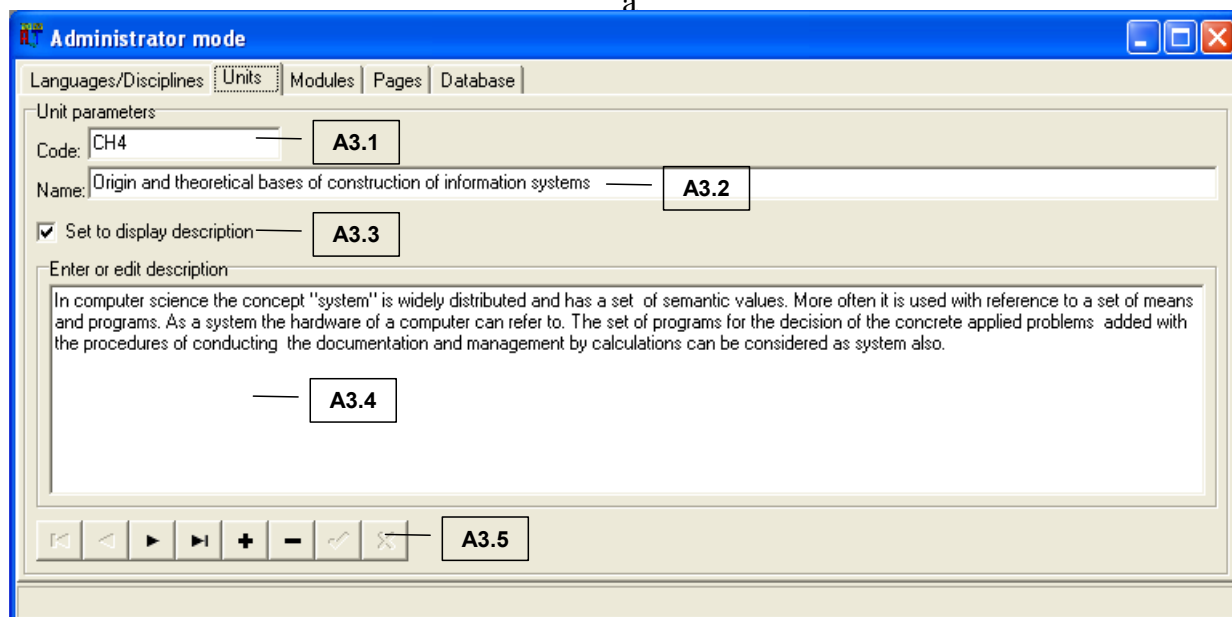 a
Administrator mode
Languages/Disciplines Units Modules Pages Database
Unit parameters
Code: CH4 A3.1
Name: Origin and theoretical bases of construction of information systems A3.2
Set to display description A3.3
Enter or edit description
In computer science the concept "system" is widely distributed and has a set of semantic values. More often it is used with reference to a set of means
and programs. As a system the hardware of a computer can refer to. The set of programs for the decision of the concrete applied problems added with
the procedures of conducting the documentation and management by calculations can be considered as system also.
A3.4
A3.5